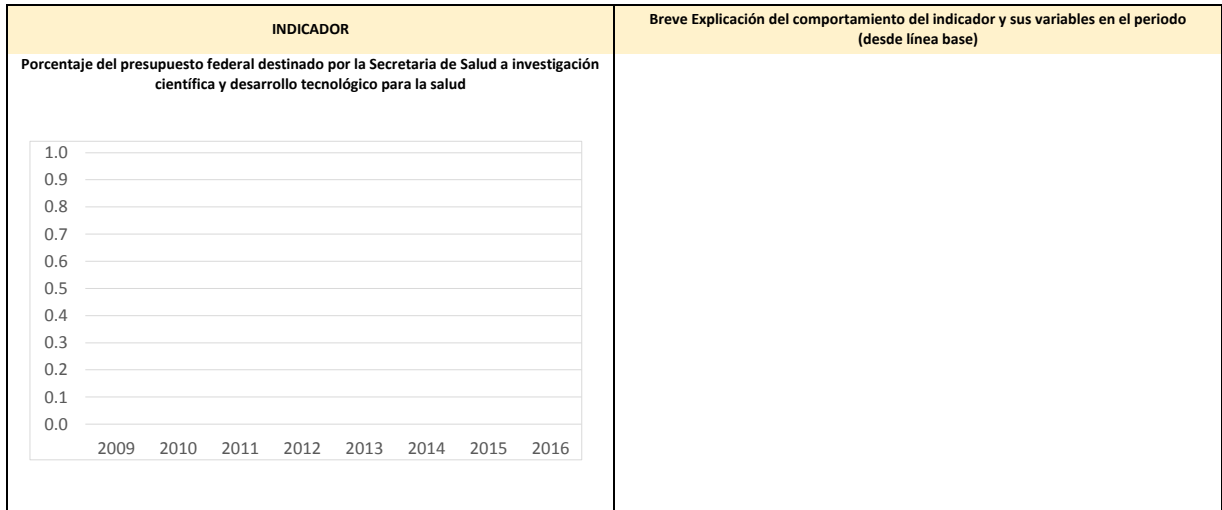 INDICADOR
Breve Explicación del comportamiento del indicador y sus variables en el periodo
(desde línea base)
Porcentaje del presupuesto federal destinado por la Secretaria de Salud a investigación
científica y desarrollo tecnológico para la salud
1.0
0.9
0.8
0.7
0.6
0.5
0.4
0.3
0.2
0.1
0.0
2009 2010 2011 2012 2013 2014 2015 2016